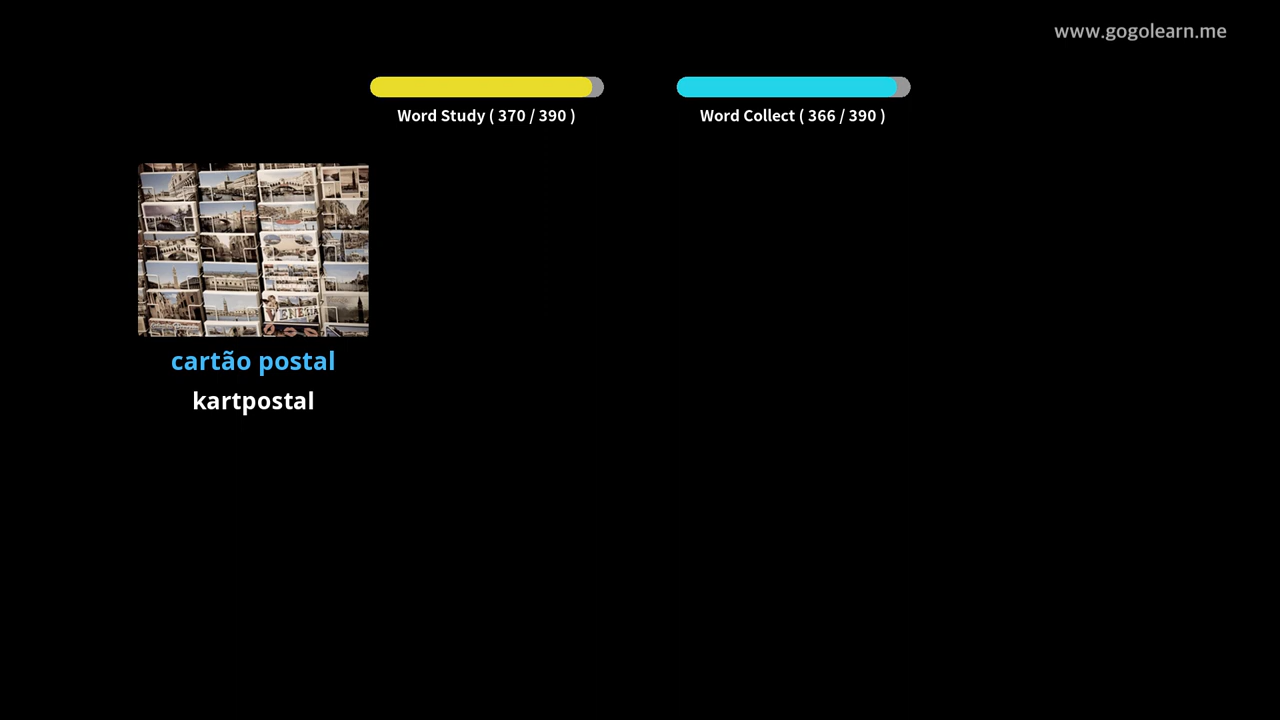 www.gogolearn.me
Word Study ( 370 / 390 )
Word Collect ( 366 / 390 )
cartão postal
kartpostal